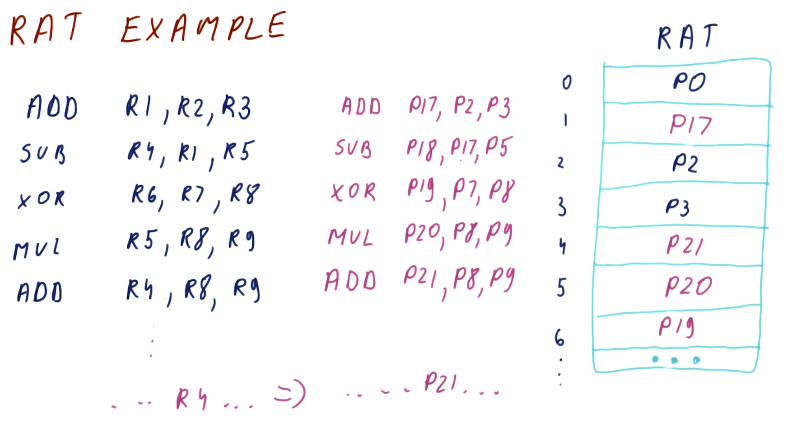 RAT EXAMPLE
RAT
ADD R1, R2, R3 ADD P17, P2, P3
SUB R4, R1, R5 SUB P18, P17, P5
XOR R6, R7, R8 XOR P19, P7, P8
MUL R5, R8, R9 MUL P20, P8, P9
ADD R4, R8, R9 ADD P21, P8, P9
0 P0
1 P17
2 P2
3 P3
4 P21
5 P20
6 P19
... R4 ... => .... P21...